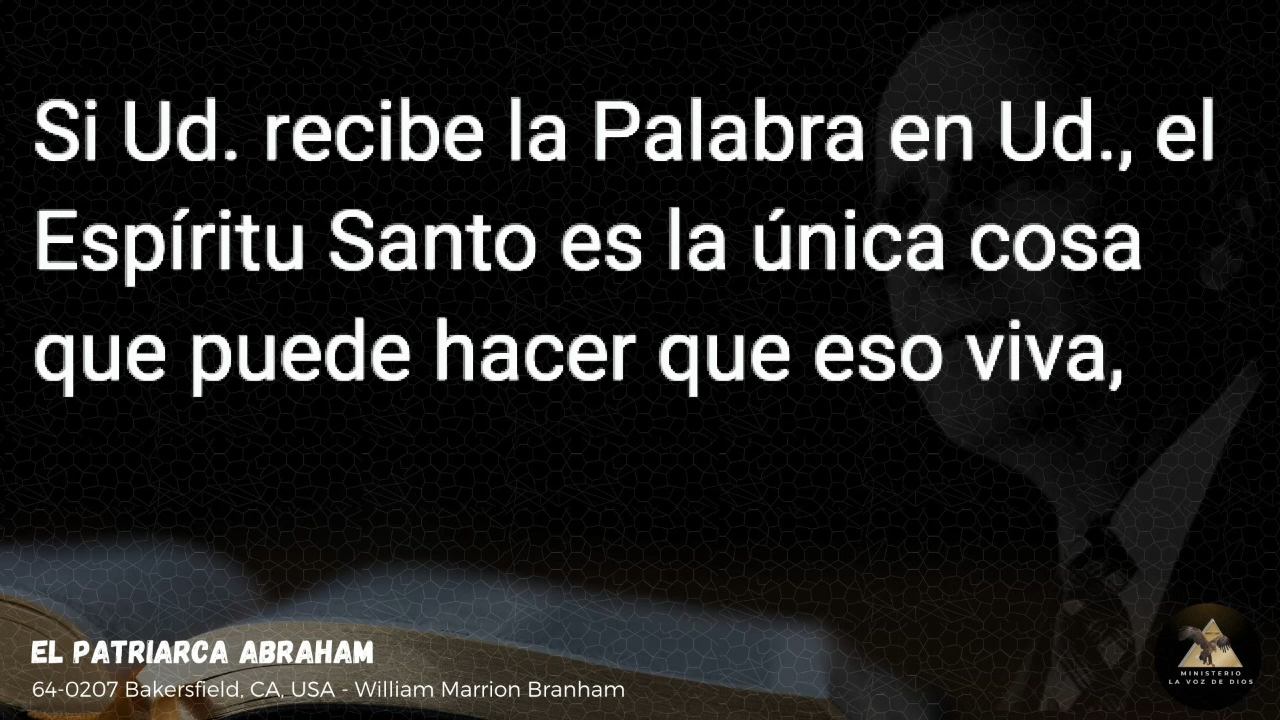 Si Ud. recibe la Palabra en Ud., el
Espíritu Santo es la única cosa
que puede hacer que eso viva,
EL PATRIARCA ABRAHAM
64-0207 Bakersfield, CA, USA - William Marrion Branham
MINISTERIO
LA VOZ DE DIOS